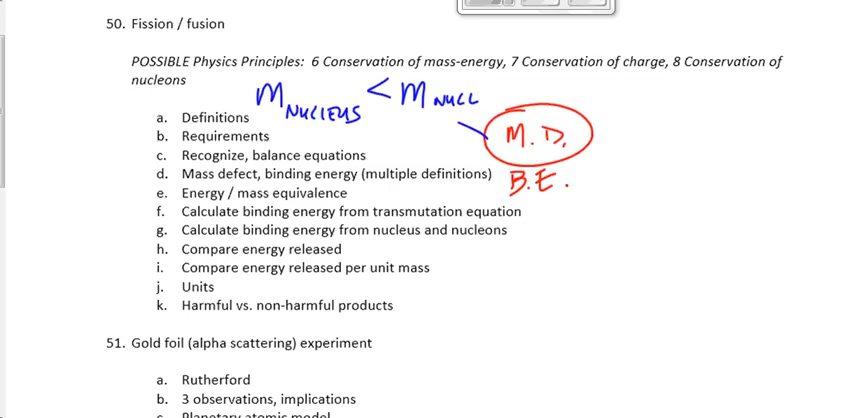 50. Fission / fusion
POSSIBLE Physics Principles: 6 Conservation of mass-energy, 7 Conservation of charge, 8 Conservation of
nucleons
M NUCLEUS < M NUCL
a. Definitions
b. Requirements
M.D.
c. Recognize, balance equations
d. Mass defect, binding energy (multiple definitions)
B.E.
e. Energy / mass equivalence
f. Calculate binding energy from transmutation equation
g. Calculate binding energy from nucleus and nucleons
h. Compare energy released
i. Compare energy released per unit mass
j. Units
k. Harmful vs. non-harmful products
51. Gold foil (alpha scattering) experiment
a. Rutherford
b. 3 observations, implications
c. Planetary atomic model